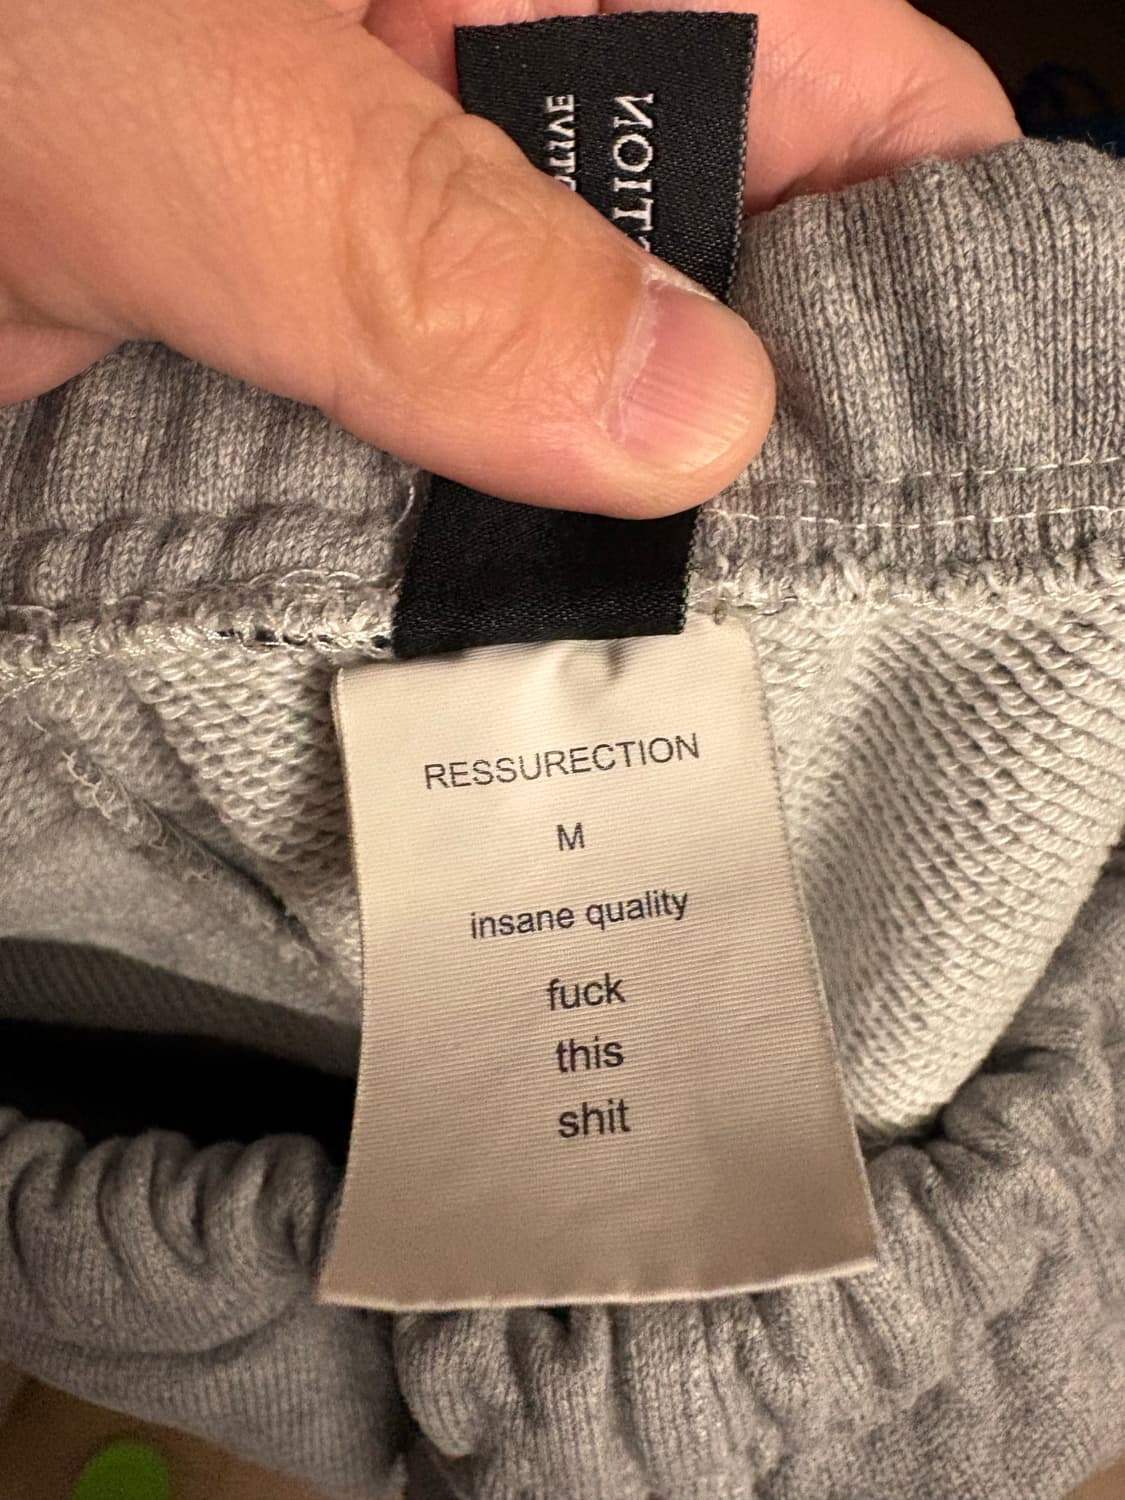 RESSURECTION
M
insane quality
fuck
this
shit